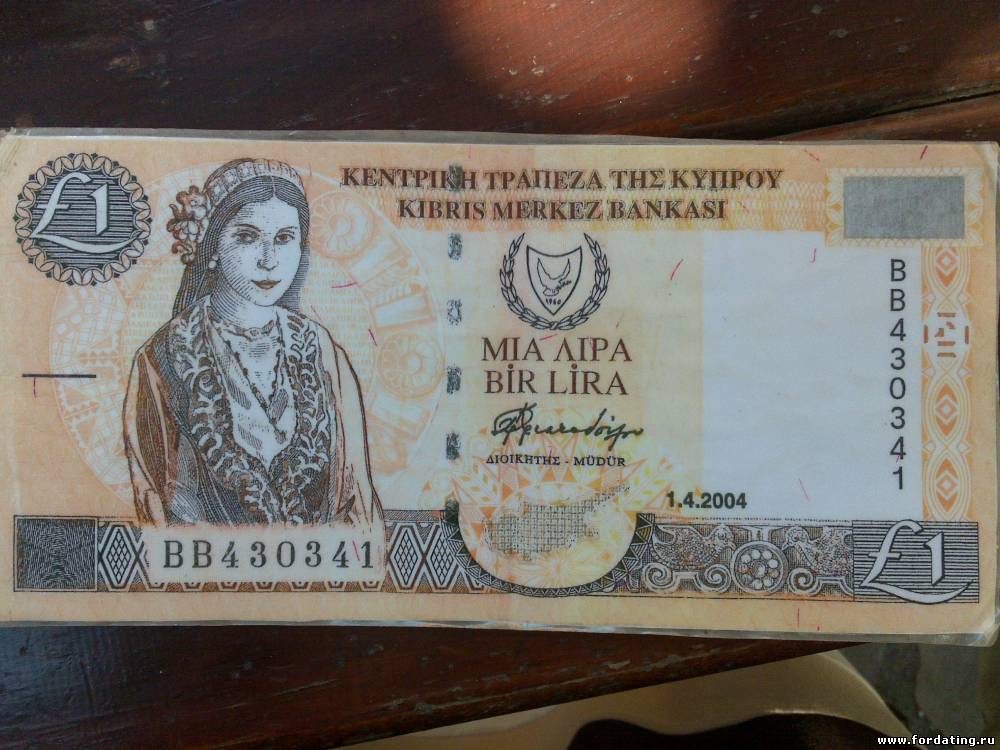 £1
ΚΕΝΤΡΙΚΗ ΤΡΑΠΕΖΑ ΤΗΣ ΚΥΠΡΟΥ
KIBRIS MERKEZ BANKASI
1960
BB430341
ΜΙΑ ΛΙΡΑ
BİR LİRA
ΔΙΟΙΚΗΤΗΣ - MÜDÜR
1.4.2004
BB430341
£1
www.fordating.ru